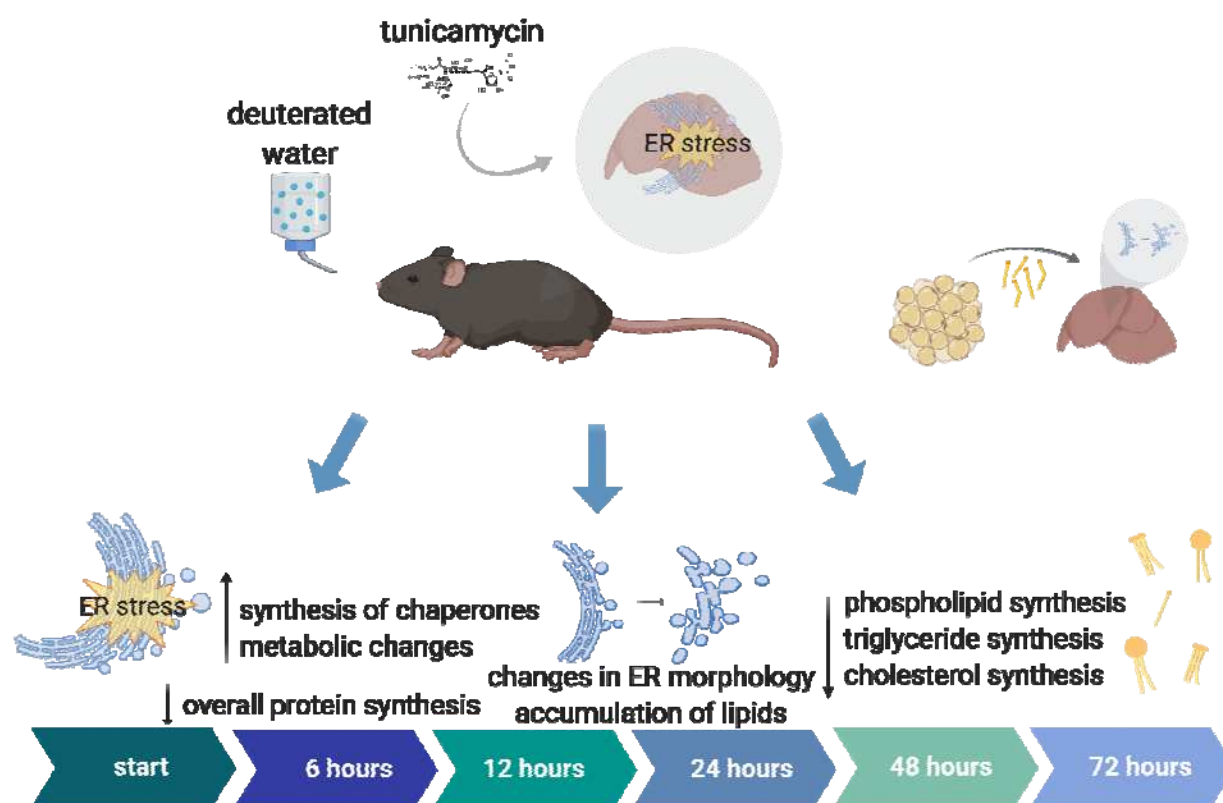 tunicamycin
deuterated
water
ER stress
ER stress
synthesis of chaperones
metabolic changes
overall protein synthesis
changes in ER morphology
accumulation of lipids
phospholipid synthesis
triglyceride synthesis
cholesterol synthesis
start
6 hours
12 hours
24 hours
48 hours
72 hours